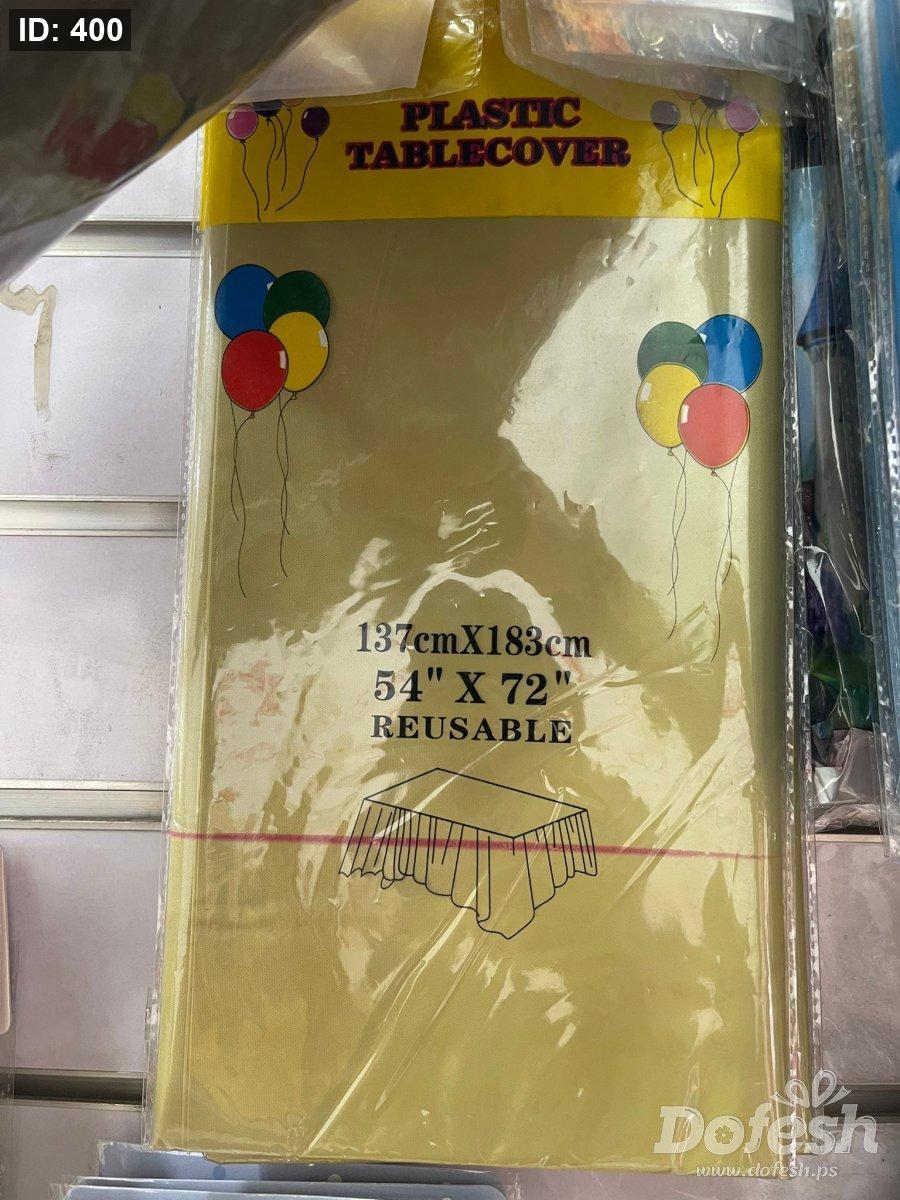 ID: 400
PLASTIC
TABLECOVER
137cmX183cm
54" X 72"
REUSABLE
Dofesh
www.dofesh.ps